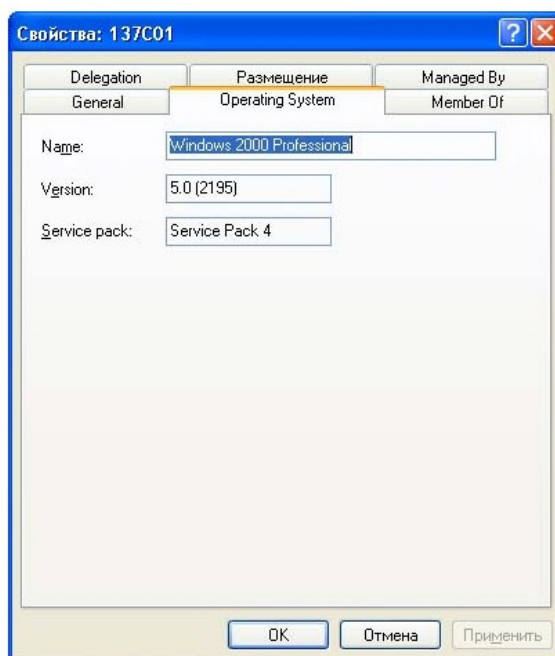 Свойства: 137C01
Delegation Размещение Managed By
General Operating System Member Of
Name: Windows 2000 Professional
Version: 5.0 (2195)
Service pack: Service Pack 4
OK Отмена Применить